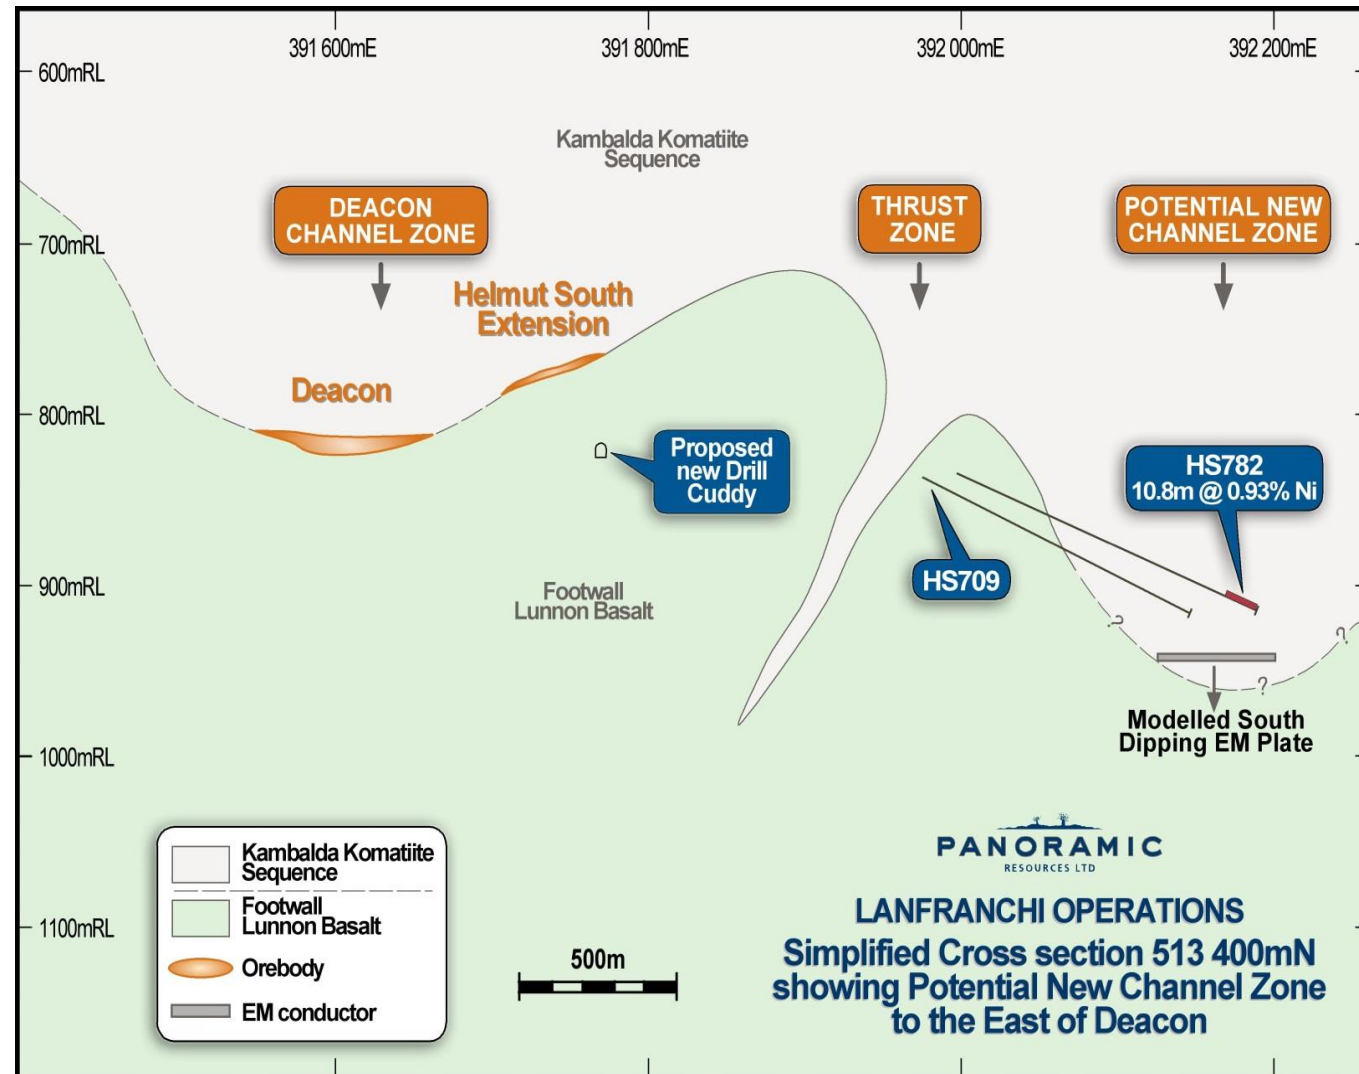 391 600mE
391 800mE
392 000mE
392 200mE
600mRL
700mRL
800mRL
900mRL
1000mRL
1100mRL
Kambalda Komatiite
Sequence
DEACON
CHANNEL ZONE
THRUST
ZONE
POTENTIAL NEW
CHANNEL ZONE
Helmut South
Extension
Deacon
Proposed
new Drill
Cuddy
HS782
10.8m @ 0.93% Ni
HS709
Footwall
Lunnon Basalt
?
?
?
Modelled South
Dipping EM Plate
Kambalda Komatiite
Sequence
Footwall
Lunnon Basalt
Orebody
EM conductor
500m
PANORAMIC
RESOURCES LTD
LANFRANCHI OPERATIONS
Simplified Cross section 513 400mN
showing Potential New Channel Zone
to the East of Deacon